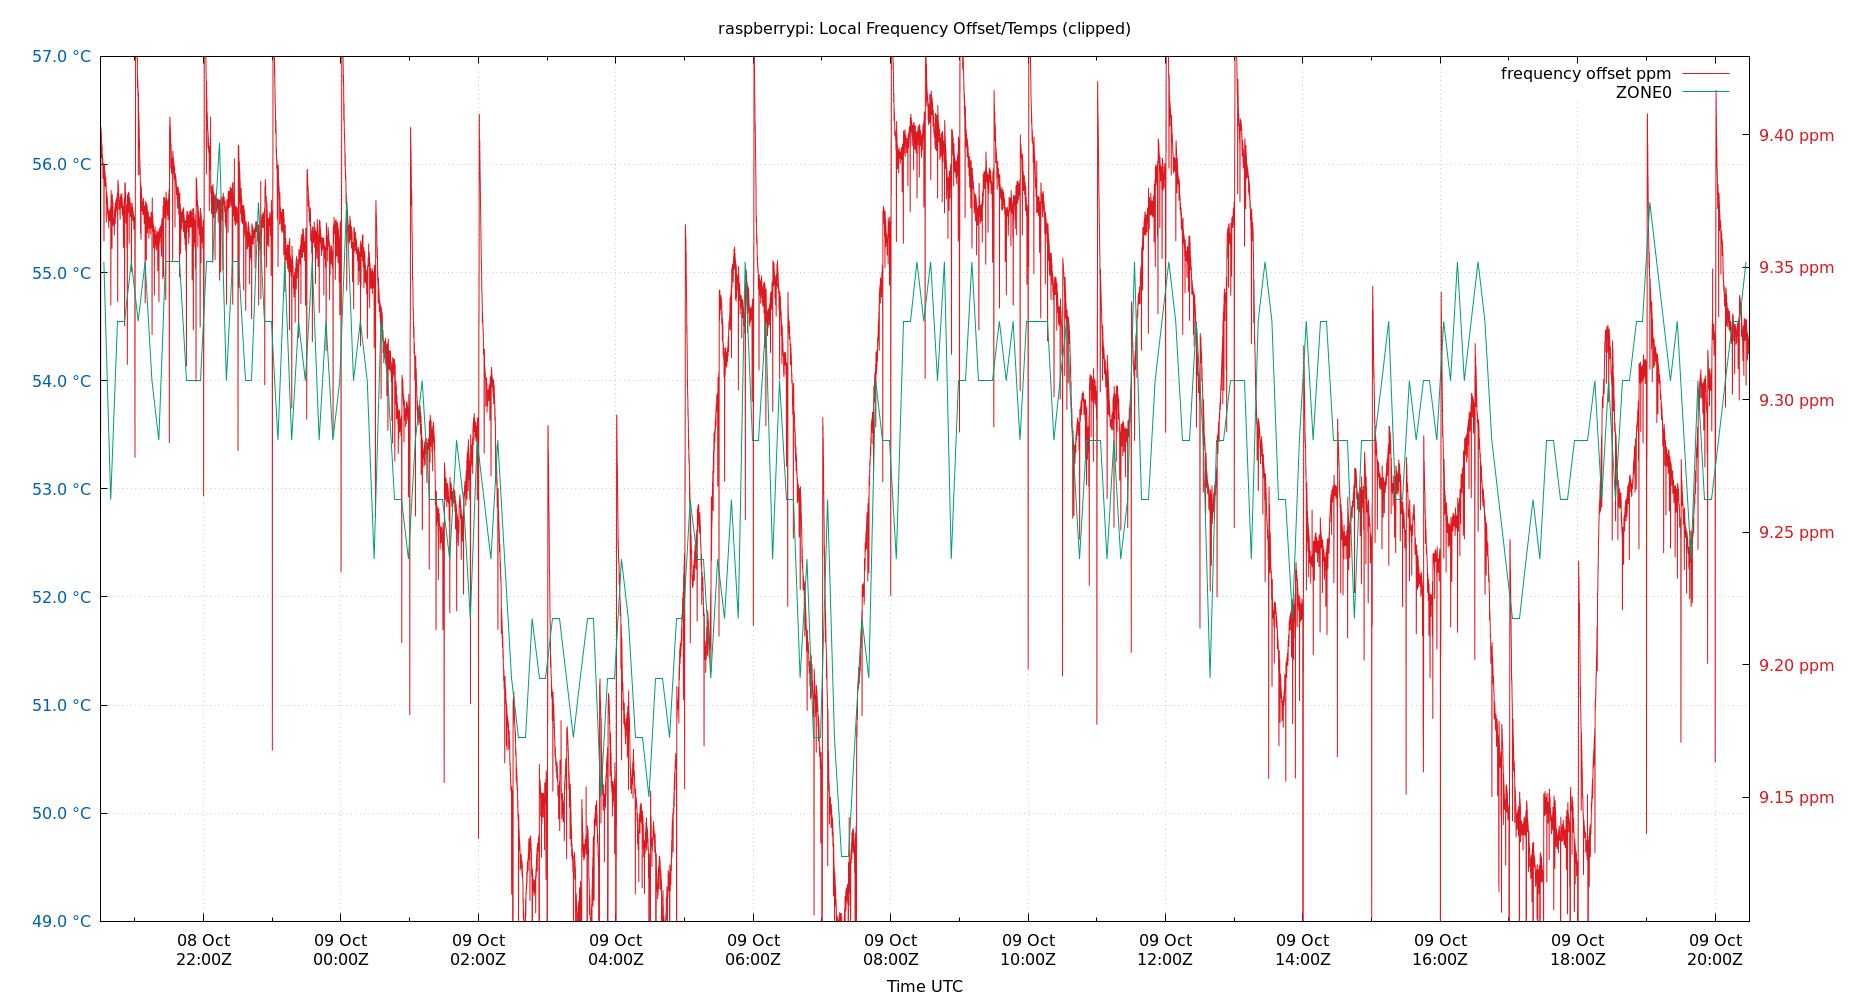 raspberrypi: Local Frequency Offset/Temps (clipped)
57.0 °C
56.0 °C
55.0 °C
54.0 °C
53.0 °C
52.0 °C
51.0 °C
50.0 °C
49.0 °C
frequency offset ppm
ZONE0
9.40 ppm
9.35 ppm
9.30 ppm
9.25 ppm
9.20 ppm
9.15 ppm
08 Oct
22:00Z
09 Oct
00:00Z
09 Oct
02:00Z
09 Oct
04:00Z
09 Oct
06:00Z
09 Oct
08:00Z
09 Oct
10:00Z
09 Oct
12:00Z
09 Oct
14:00Z
09 Oct
16:00Z
09 Oct
18:00Z
09 Oct
20:00Z
Time UTC